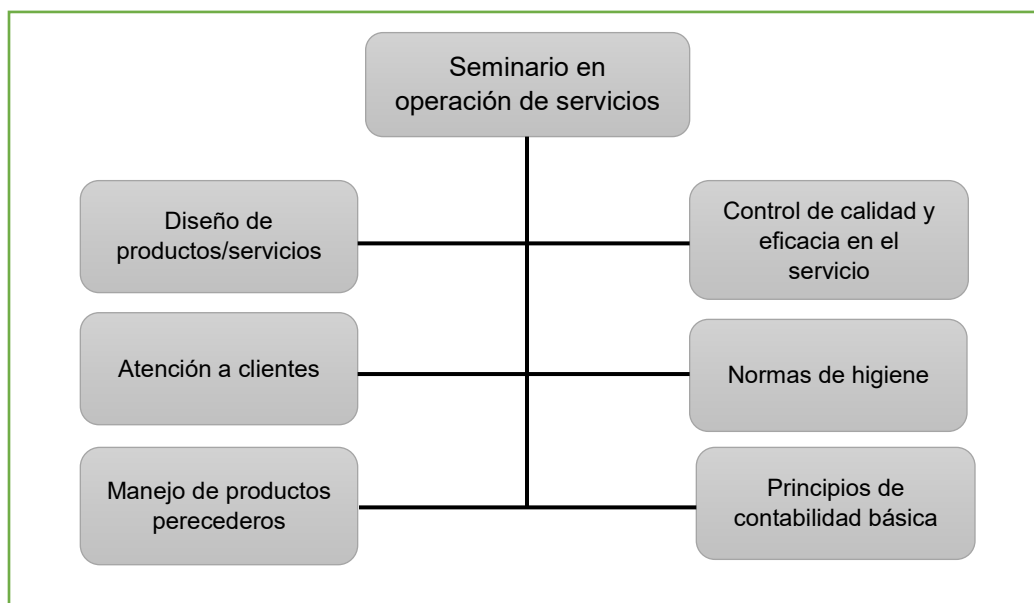 Seminario en
operación de servicios
Diseño de
productos/servicios
Control de calidad y
eficacia en el
servicio
Atención a clientes
Normas de higiene
Manejo de productos
perecederos
Principios de
contabilidad básica